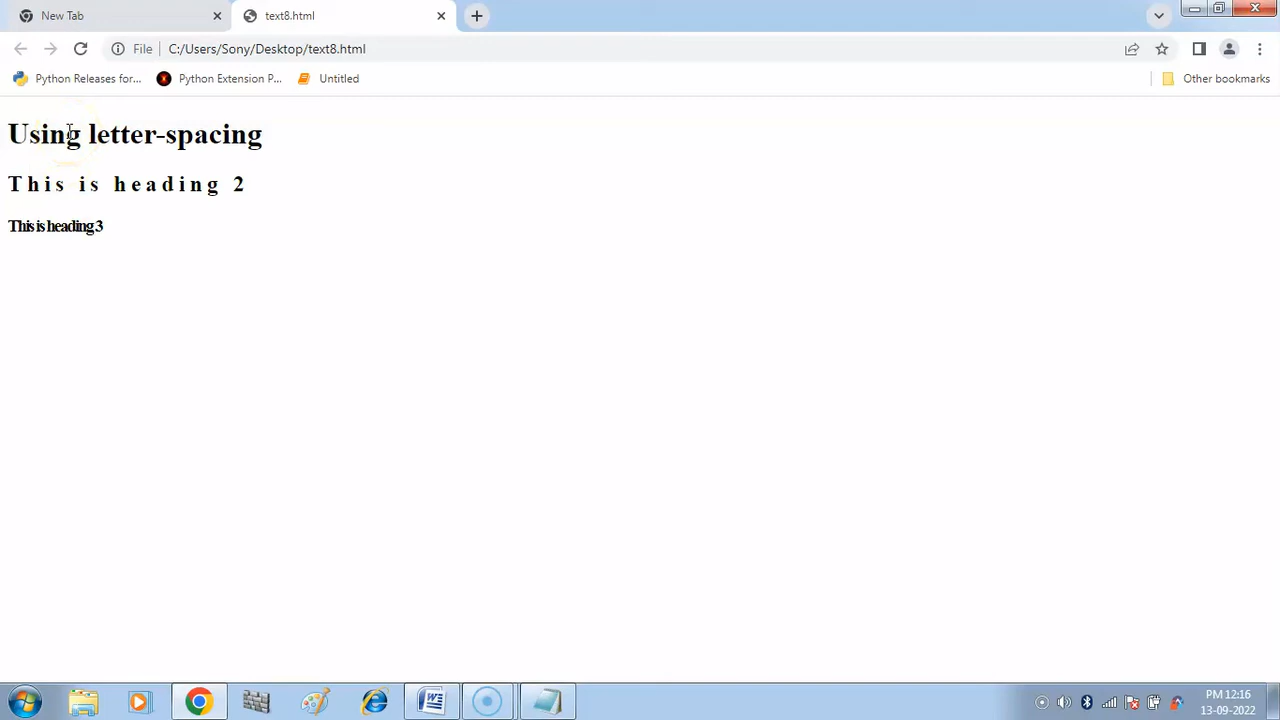 New Tab
text8.html
File
C:/Users/Sony/Desktop/text8.html
Python Releases for...
Python Extension P...
Untitled
Other bookmarks
Using letter-spacing
This is heading 2
This is heading 3
PM 12:16
13-09-2022